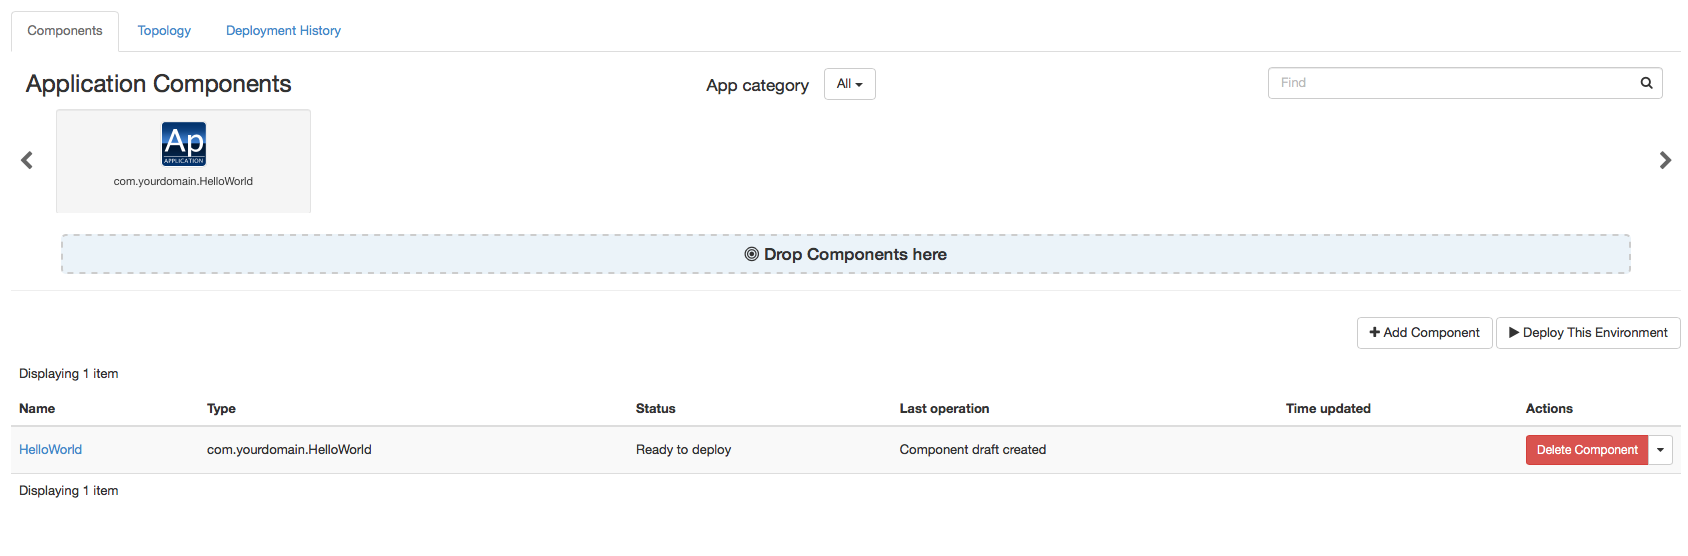 Components Topology Deployment History
Application Components App category All Find
Ap
APPLICATION
com.yourdomain.HelloWorld
Drop Components here
Add Component Deploy This Environment
Displaying 1 item
Name Type Status Last operation Time updated Actions
HelloWorld com.yourdomain.HelloWorld Ready to deploy Component draft created Delete Component
Displaying 1 item